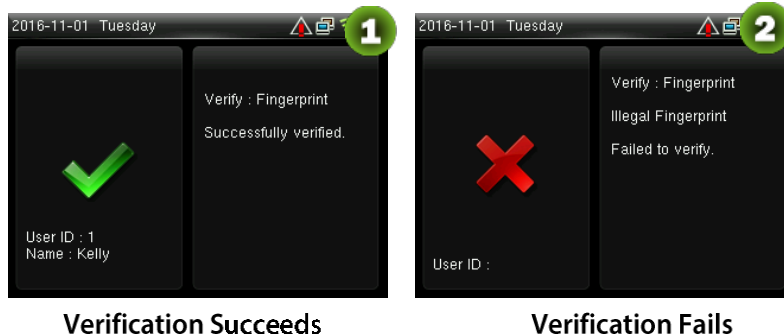 2016-11-01 Tuesday
1
Verify : Fingerprint
Successfully verified.
User ID : 1
Name : Kelly
Verification Succeeds
2016-11-01 Tuesday
2
Verify : Fingerprint
Illegal Fingerprint
Failed to verify.
User ID :
Verification Fails